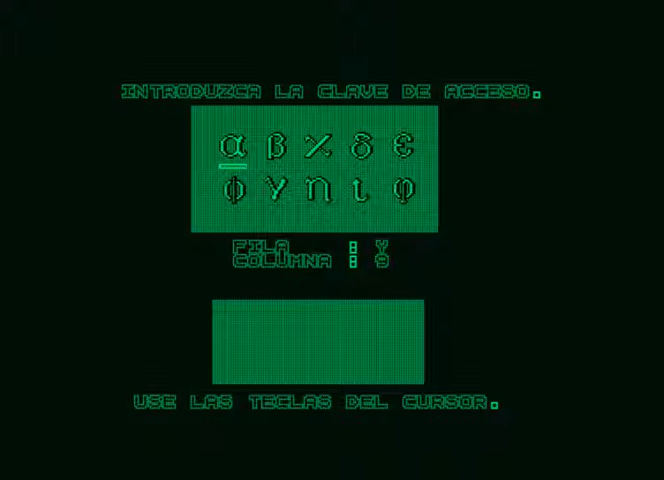 INTRODUZCA LA CLAVE DE ACCESO.
α β χ δ ε
φ γ η ι φ
FILA : Y
COLUMNA : 9
USE LAS TECLAS DEL CURSOR.